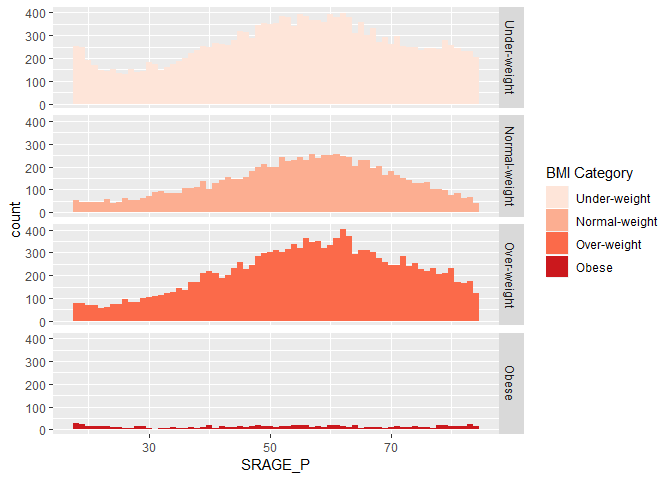 400
300
200
100
0
Under-weight
400
300
200
100
0
Normal-weight
400
300
200
100
0
Over-weight
400
300
200
100
0
Obese
count
30
50
70
SRAGE_P
BMI Category
Under-weight
Normal-weight
Over-weight
Obese